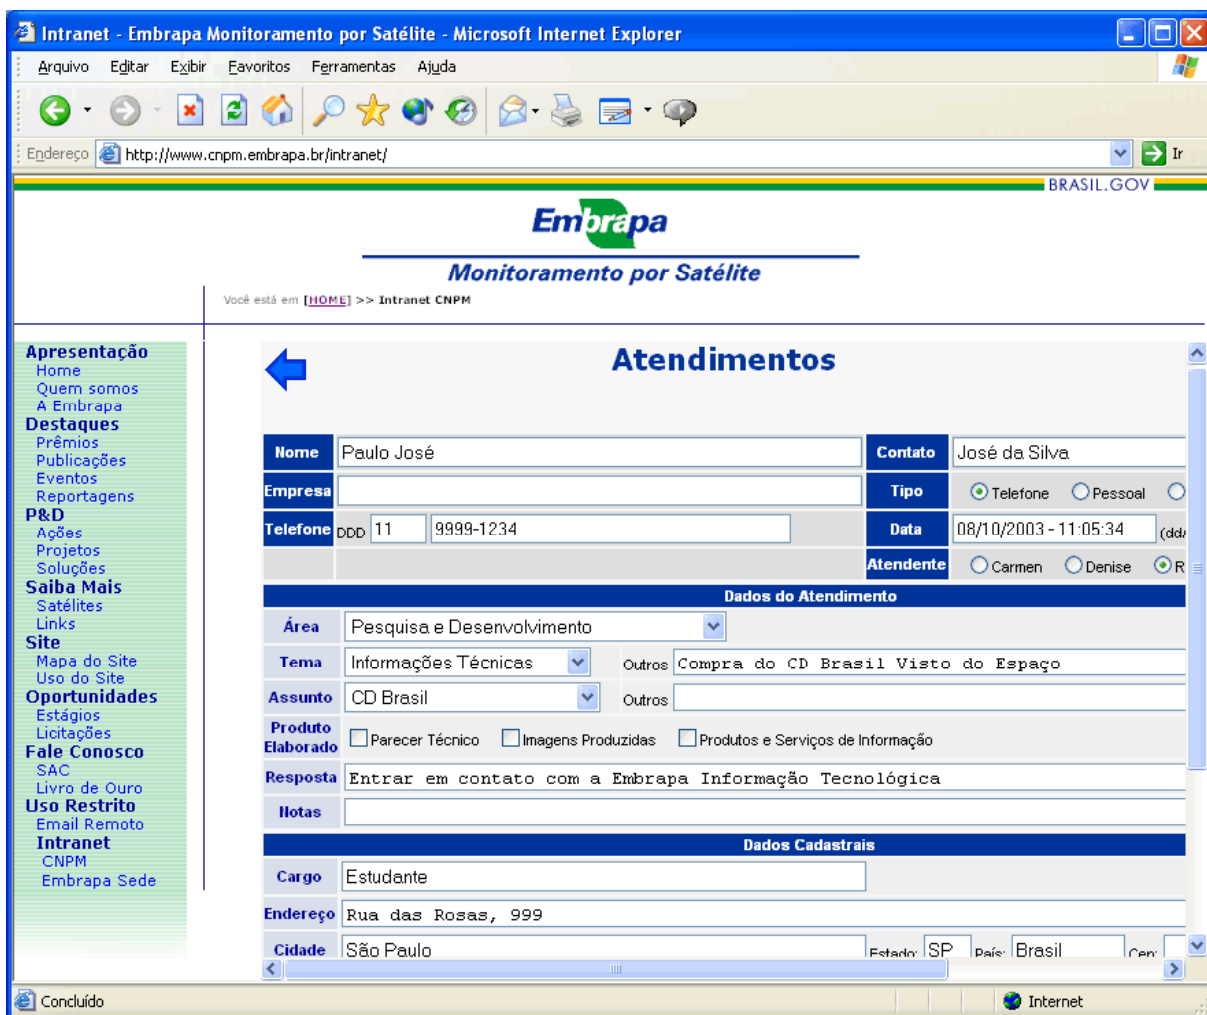 Intranet - Embrapa Monitoramento por Satélite - Microsoft Internet Explorer
Arquivo Editar Exibir Favoritos Ferramentas Ajuda
Endereço http://www.cnpm.embrapa.br/intranet/ Ir
BRASIL.GOV
Embrapa
Monitoramento por Satélite
Você está em [HOME] >> Intranet CNPM
Apresentação
Home
Quem somos
A Embrapa
Destaques
Prêmios
Publicações
Eventos
Reportagens
P&D
Ações
Projetos
Soluções
Saiba Mais
Satélites
Links
Site
Mapa do Site
Uso do Site
Oportunidades
Estágios
Licitações
Fale Conosco
SAC
Livro de Ouro
Uso Restrito
Email Remoto
Intranet
CNPM
Embrapa Sede
Atendimentos
Nome Paulo José Contato José da Silva
Empresa Tipo Telefone Pessoal
Telefone DDD 11 9999-1234 Data 08/10/2003 - 11:05:34 (dd/
Atendente Carmen Denise R
Dados do Atendimento
Área Pesquisa e Desenvolvimento
Tema Informações Técnicas Outros Compra do CD Brasil Visto do Espaço
Assunto CD Brasil Outros
Produto Elaborado Parecer Técnico Imagens Produzidas Produtos e Serviços de Informação
Resposta Entrar em contato com a Embrapa Informação Tecnológica
Notas
Dados Cadastrais
Cargo Estudante
Endereço Rua das Rosas, 999
Cidade São Paulo Estado: SP País: Brasil Cep:
Concluído Internet